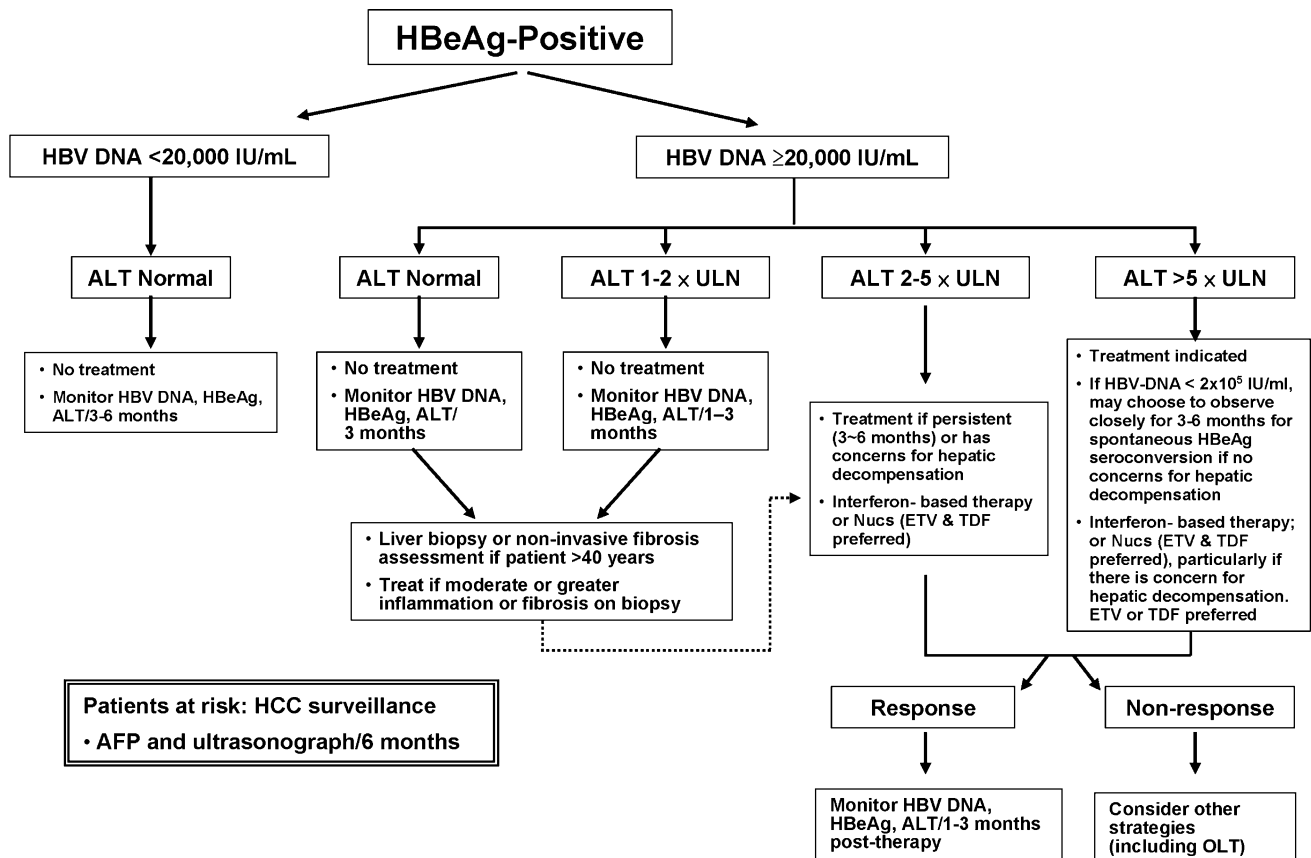 HBeAg-Positive
HBV DNA <20,000 IU/mL
HBV DNA ≥20,000 IU/mL
ALT Normal
ALT Normal
ALT 1-2 × ULN
ALT 2-5 × ULN
ALT >5 × ULN
• No treatment
• Monitor HBV DNA, HBeAg,
ALT/3-6 months
• No treatment
• Monitor HBV DNA,
HBeAg, ALT/
3 months
• No treatment
• Monitor HBV DNA,
HBeAg, ALT/1–3
months
• Treatment if persistent
(3~6 months) or has
concerns for hepatic
decompensation
• Interferon- based therapy
or Nucs (ETV & TDF
preferred)
• Treatment indicated
• If HBV-DNA < 2x10⁵ IU/ml,
may choose to observe
closely for 3-6 months for
spontaneous HBeAg
seroconversion if no
concerns for hepatic
decompensation
• Interferon- based therapy;
or Nucs (ETV & TDF
preferred), particularly if
there is concern for
hepatic decompensation.
ETV or TDF preferred
• Liver biopsy or non-invasive fibrosis
assessment if patient >40 years
• Treat if moderate or greater
inflammation or fibrosis on biopsy
Patients at risk: HCC surveillance
• AFP and ultrasonograph/6 months
Response
Non-response
Monitor HBV DNA,
HBeAg, ALT/1-3 months
post-therapy
Consider other
strategies
(including OLT)